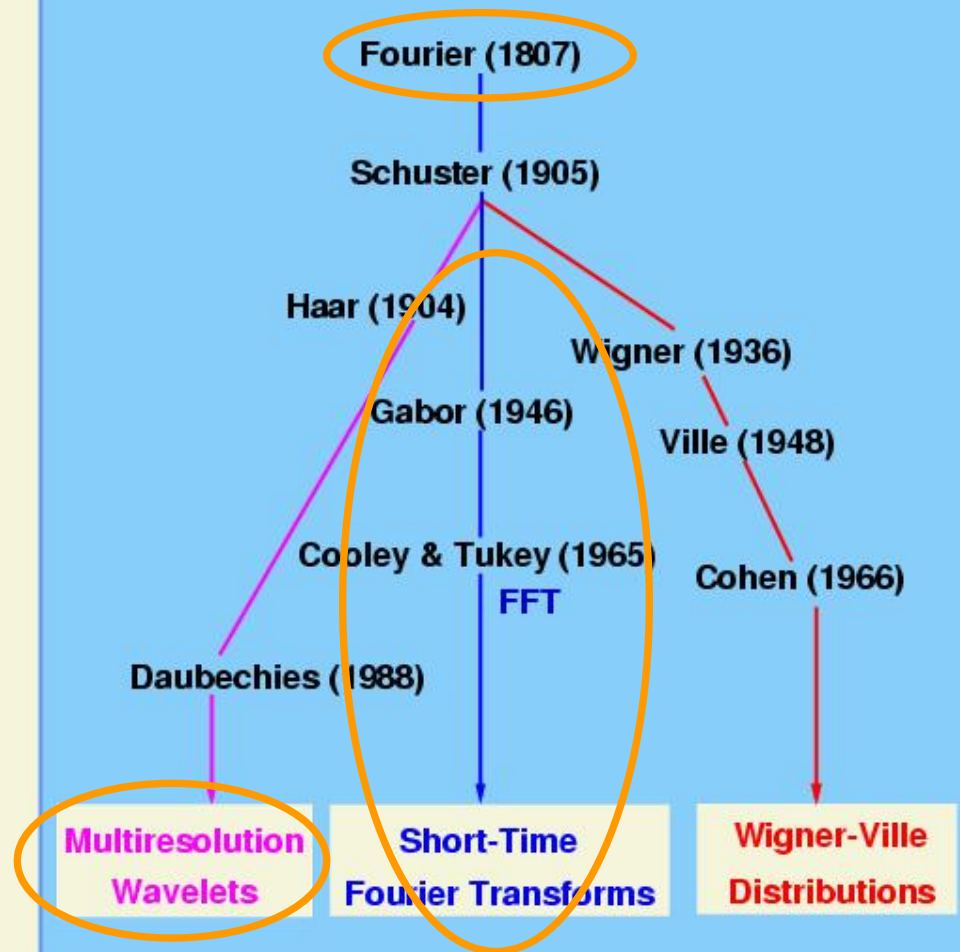 Fourier (1807)
Schuster (1905)
Haar (1904)
Wigner (1936)
Gabor (1946)
Ville (1948)
Cooley & Tukey (1965)
FFT
Cohen (1966)
Daubechies (1988)
Multiresolution
Wavelets
Short-Time
Fourier Transforms
Wigner-Ville
Distributions